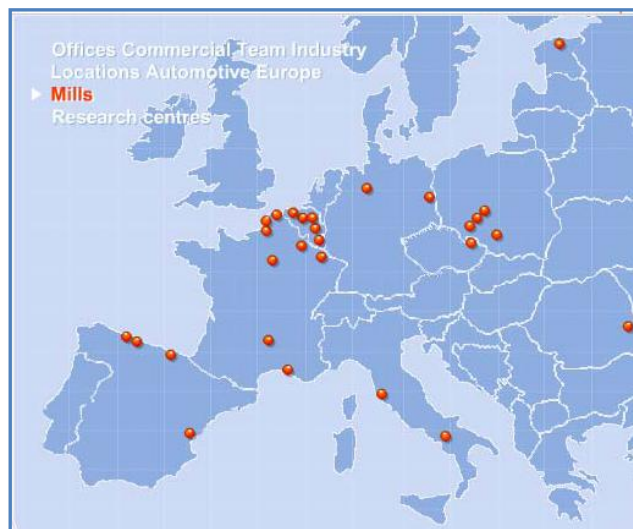 Offices Commercial Team Industry
Locations Automotive Europe
Mills
Research centres